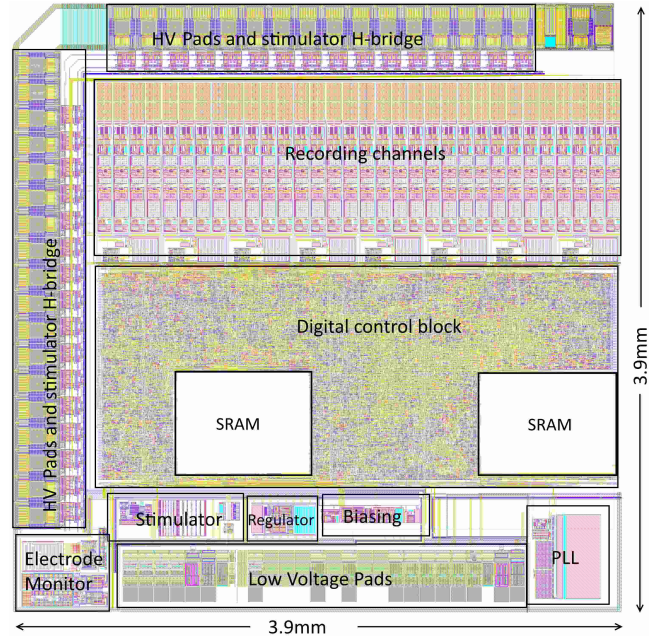 HV Pads and stimulator H-bridge
Recording channels
HV Pads and stimulator H-bridge
Digital control block
3.9mm
SRAM
SRAM
Stimulator
Regulator
Biasing
Electrode
Monitor
Low Voltage Pads
PLL
3.9mm